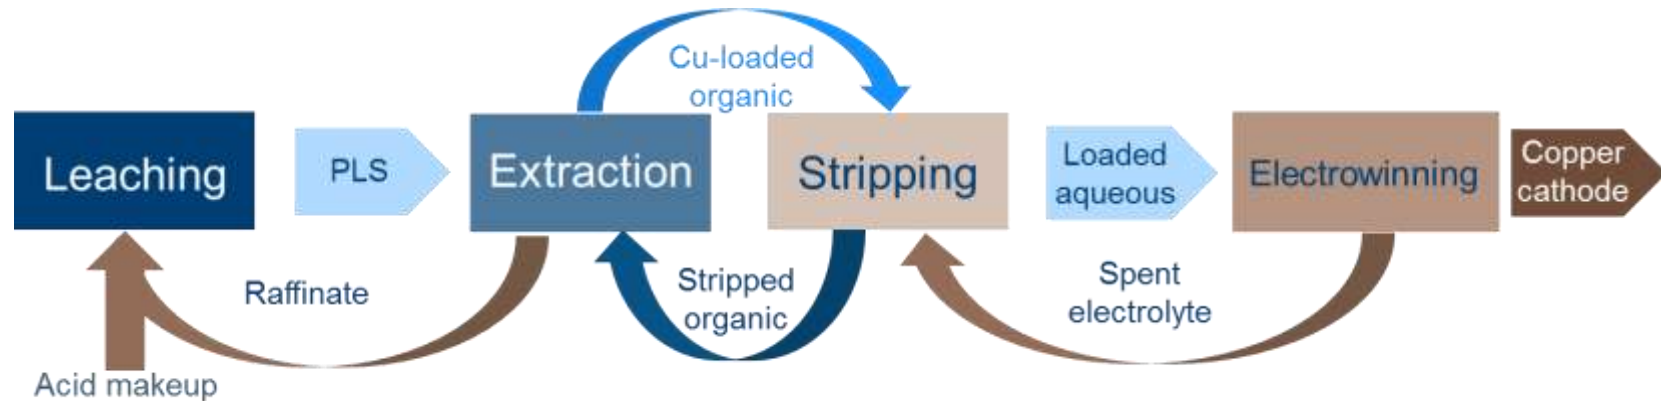 Cu-loaded
organic
Leaching
PLS
Extraction
Stripping
Loaded
aqueous
Electrowinning
Copper
cathode
Raffinate
Stripped
organic
Spent
electrolyte
Acid makeup